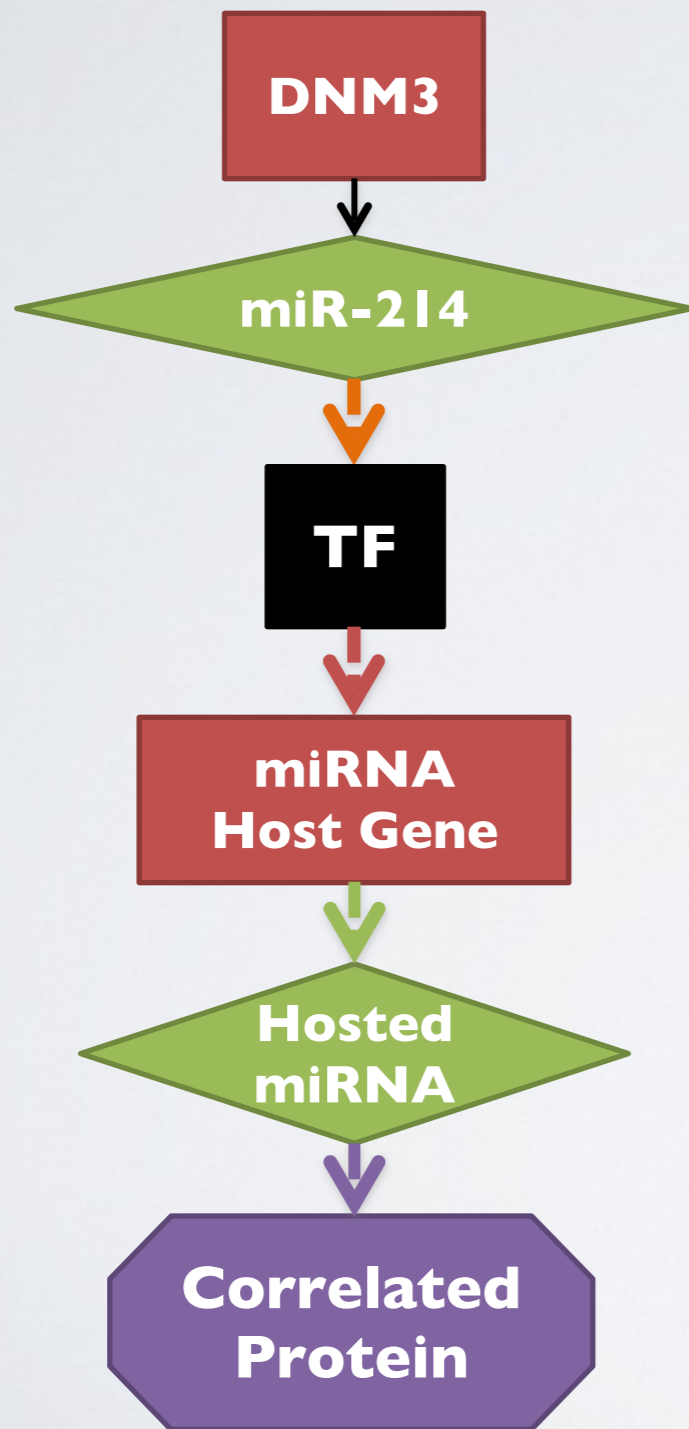 DNM3
miR-214
TF
miRNA
Host Gene
Hosted
miRNA
Correlated
Protein